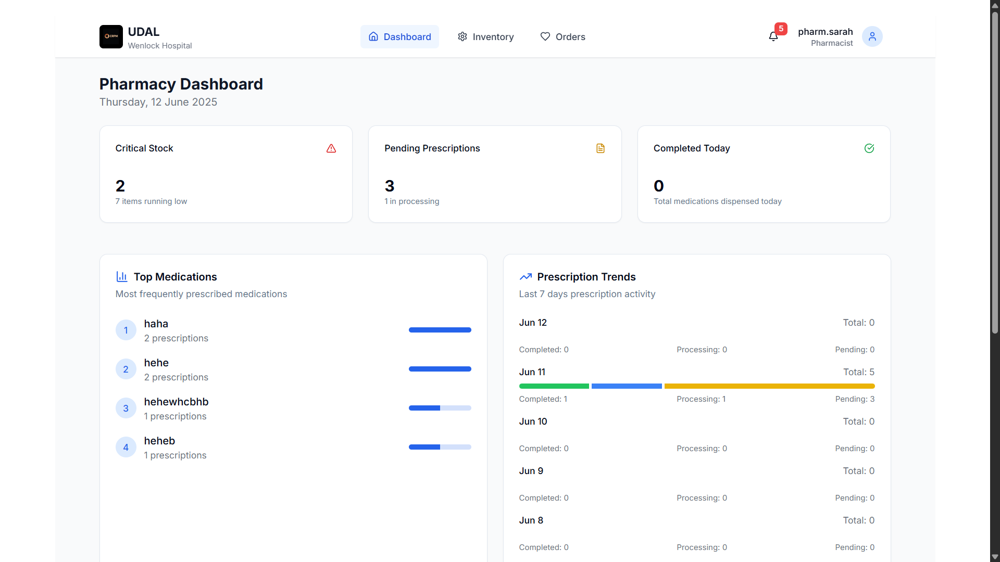 CRPM
UDAL
Wenlock Hospital
Dashboard
Inventory
Orders
5
pharm.sarah
Pharmacist
Pharmacy Dashboard
Thursday, 12 June 2025
Critical Stock
2
7 items running low
Pending Prescriptions
3
1 in processing
Completed Today
0
Total medications dispensed today
Top Medications
Most frequently prescribed medications
1
haha
2 prescriptions
2
hehe
2 prescriptions
3
hehewhcbhb
1 prescriptions
4
heheb
1 prescriptions
Prescription Trends
Last 7 days prescription activity
Jun 12 Total: 0
Completed: 0 Processing: 0 Pending: 0
Jun 11 Total: 5
Completed: 1 Processing: 1 Pending: 3
Jun 10 Total: 0
Completed: 0 Processing: 0 Pending: 0
Jun 9 Total: 0
Completed: 0 Processing: 0 Pending: 0
Jun 8 Total: 0
Completed: 0 Processing: 0 Pending: 0